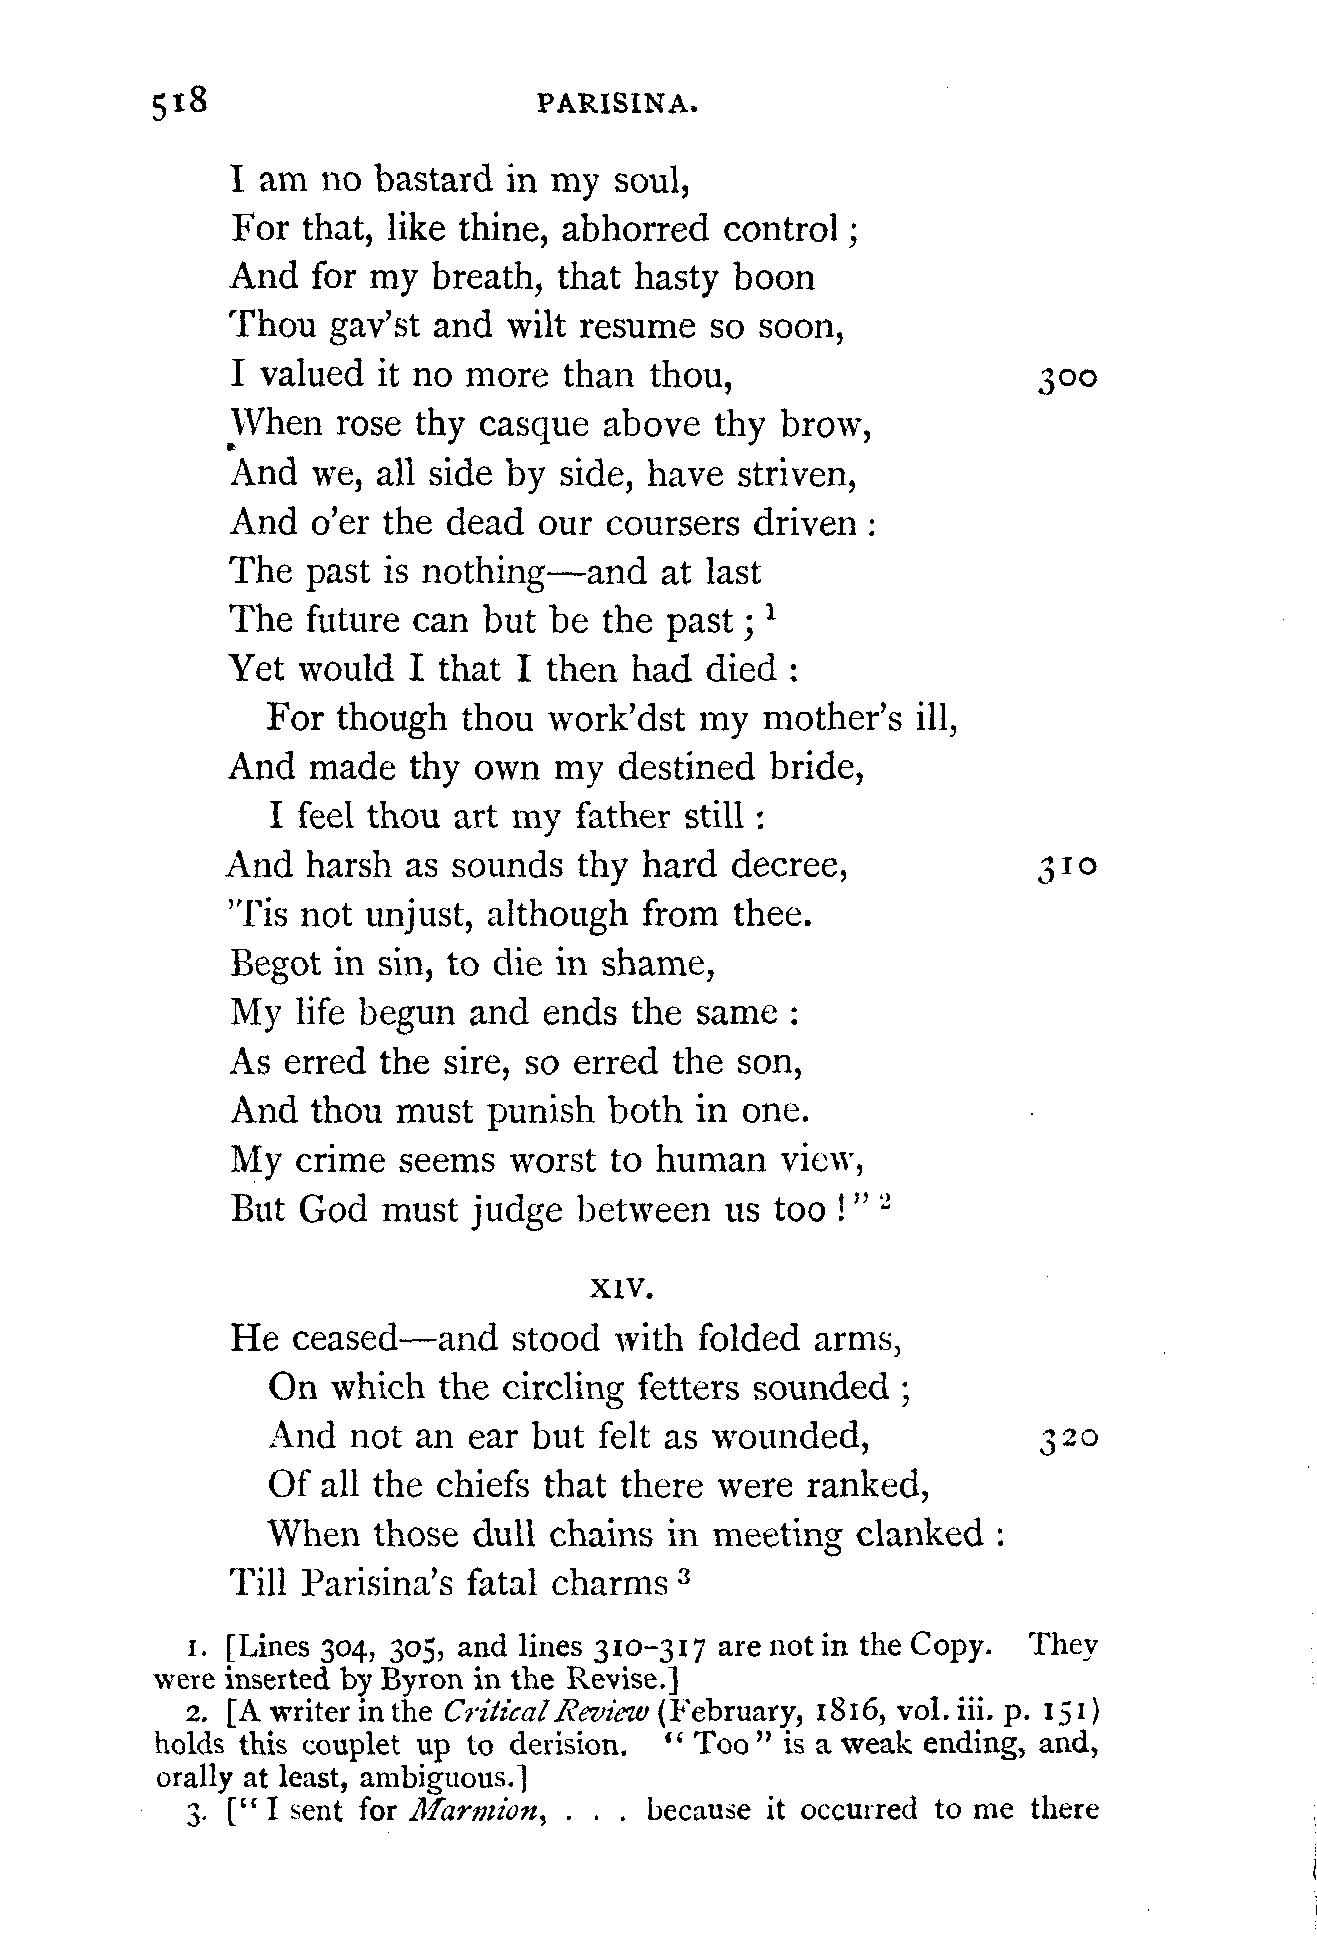 518 PARISINA.
I am no bastard in my soul,
For that, like thine, abhorred control ;
And for my breath, that hasty boon
Thou gav'st and wilt resume so soon,
I valued it no more than thou, 300
When rose thy casque above thy brow,
And we, all side by side, have striven,
And o'er the dead our coursers driven :
The past is nothing—and at last
The future can but be the past ; ¹
Yet would I that I then had died :
For though thou work'dst my mother's ill,
And made thy own my destined bride,
I feel thou art my father still :
And harsh as sounds thy hard decree, 310
'Tis not unjust, although from thee.
Begot in sin, to die in shame,
My life begun and ends the same :
As erred the sire, so erred the son,
And thou must punish both in one.
My crime seems worst to human view,
But God must judge between us too ! " ²
XIV.
He ceased—and stood with folded arms,
On which the circling fetters sounded ;
And not an ear but felt as wounded, 320
Of all the chiefs that there were ranked,
When those dull chains in meeting clanked :
Till Parisina's fatal charms ³
1. [Lines 304, 305, and lines 310-317 are not in the Copy. They
were inserted by Byron in the Revise.]
2. [A writer in the Critical Review (February, 1816, vol. iii. p. 151)
holds this couplet up to derision. " Too " is a weak ending, and,
orally at least, ambiguous.]
3. [" I sent for Marmion, . . . because it occurred to me there